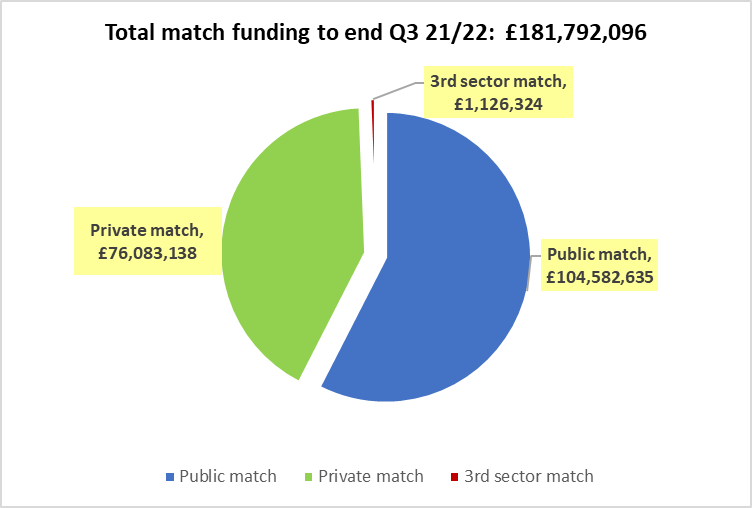 Total match funding to end Q3 21/22: £181,792,096
3rd sector match,
£1,126,324
Private match,
£76,083,138
Public match,
£104,582,635
Public match
Private match
3rd sector match